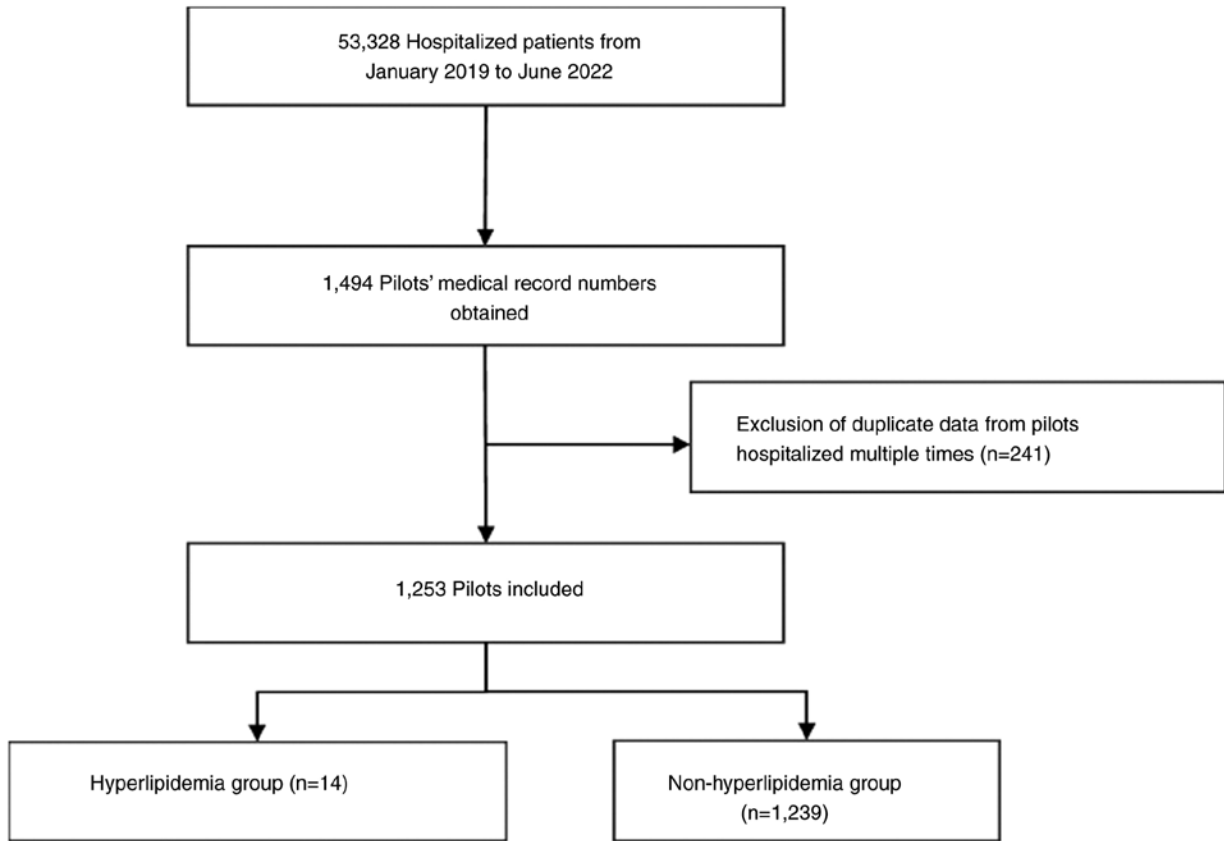 53,328 Hospitalized patients from
January 2019 to June 2022
1,494 Pilots’ medical record numbers
obtained
Exclusion of duplicate data from pilots
hospitalized multiple times (n=241)
1,253 Pilots included
Hyperlipidemia group (n=14)
Non-hyperlipidemia group
(n=1,239)